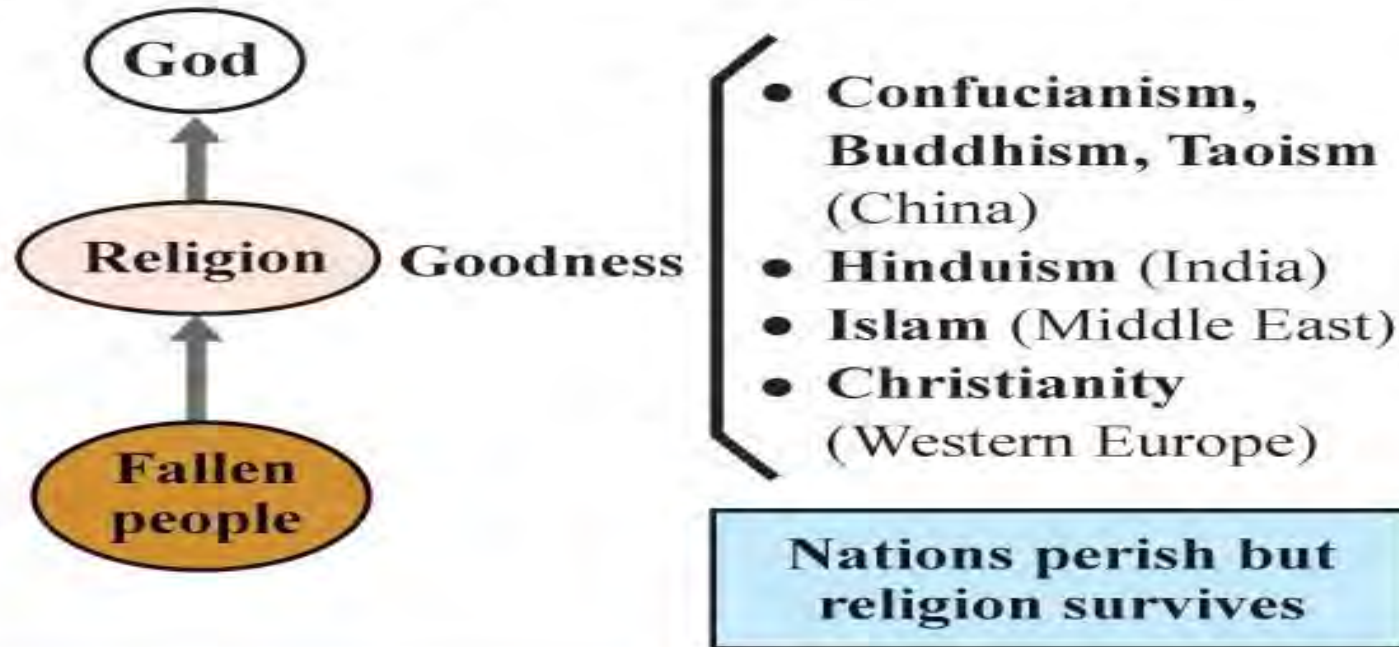 God
Religion
Goodness
Fallen
people
• Confucianism,
Buddhism, Taoism
(China)
• Hinduism (India)
• Islam (Middle East)
• Christianity
(Western Europe)
Nations perish but
religion survives